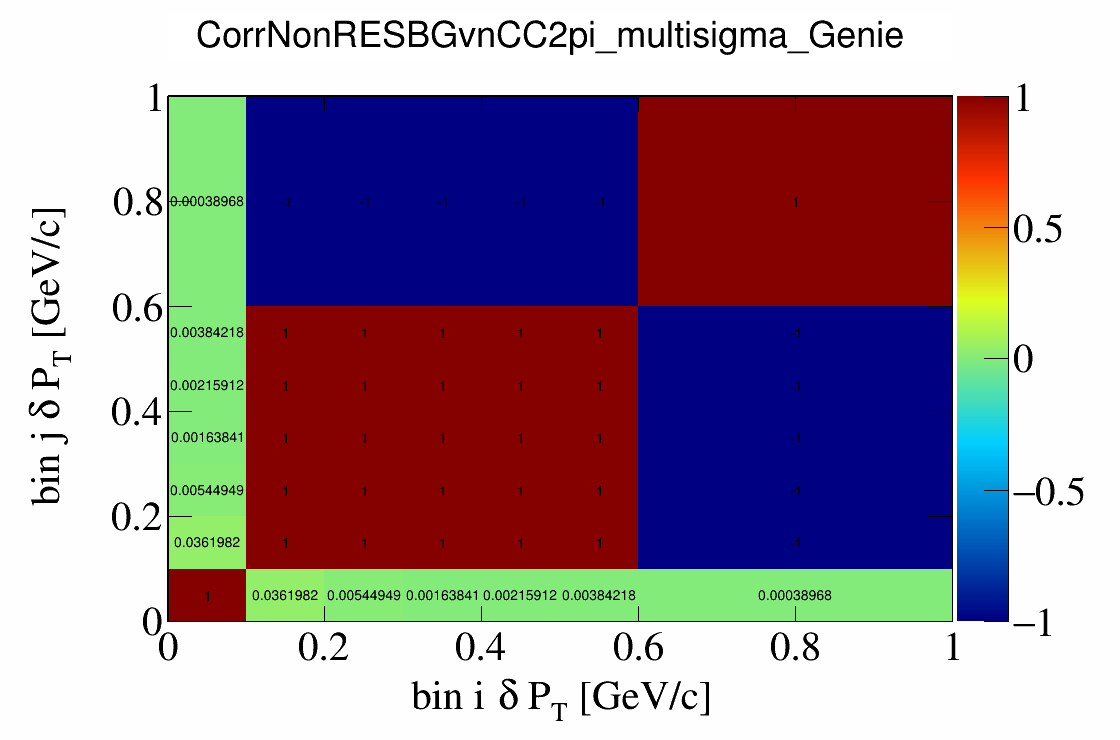 CorrNonRESBGvnCC2pi_multisigma_Genie
1
0.8
0.6
0.4
0.2
0
bin j δ P_T [GeV/c]
0.00038968 -1 -1 -1 -1 -1 1
0.00384218 1 1 1 1 1 -1
0.00215912 1 1 1 1 1 -1
0.00163841 1 1 1 1 1 -1
0.00544949 1 1 1 1 1 -1
0.0361982 1 1 1 1 1 -1
1 0.0361982 0.00544949 0.00163841 0.00215912 0.00384218 0.00038968
0 0.2 0.4 0.6 0.8 1
bin i δ P_T [GeV/c]
1
0.5
0
−0.5
−1